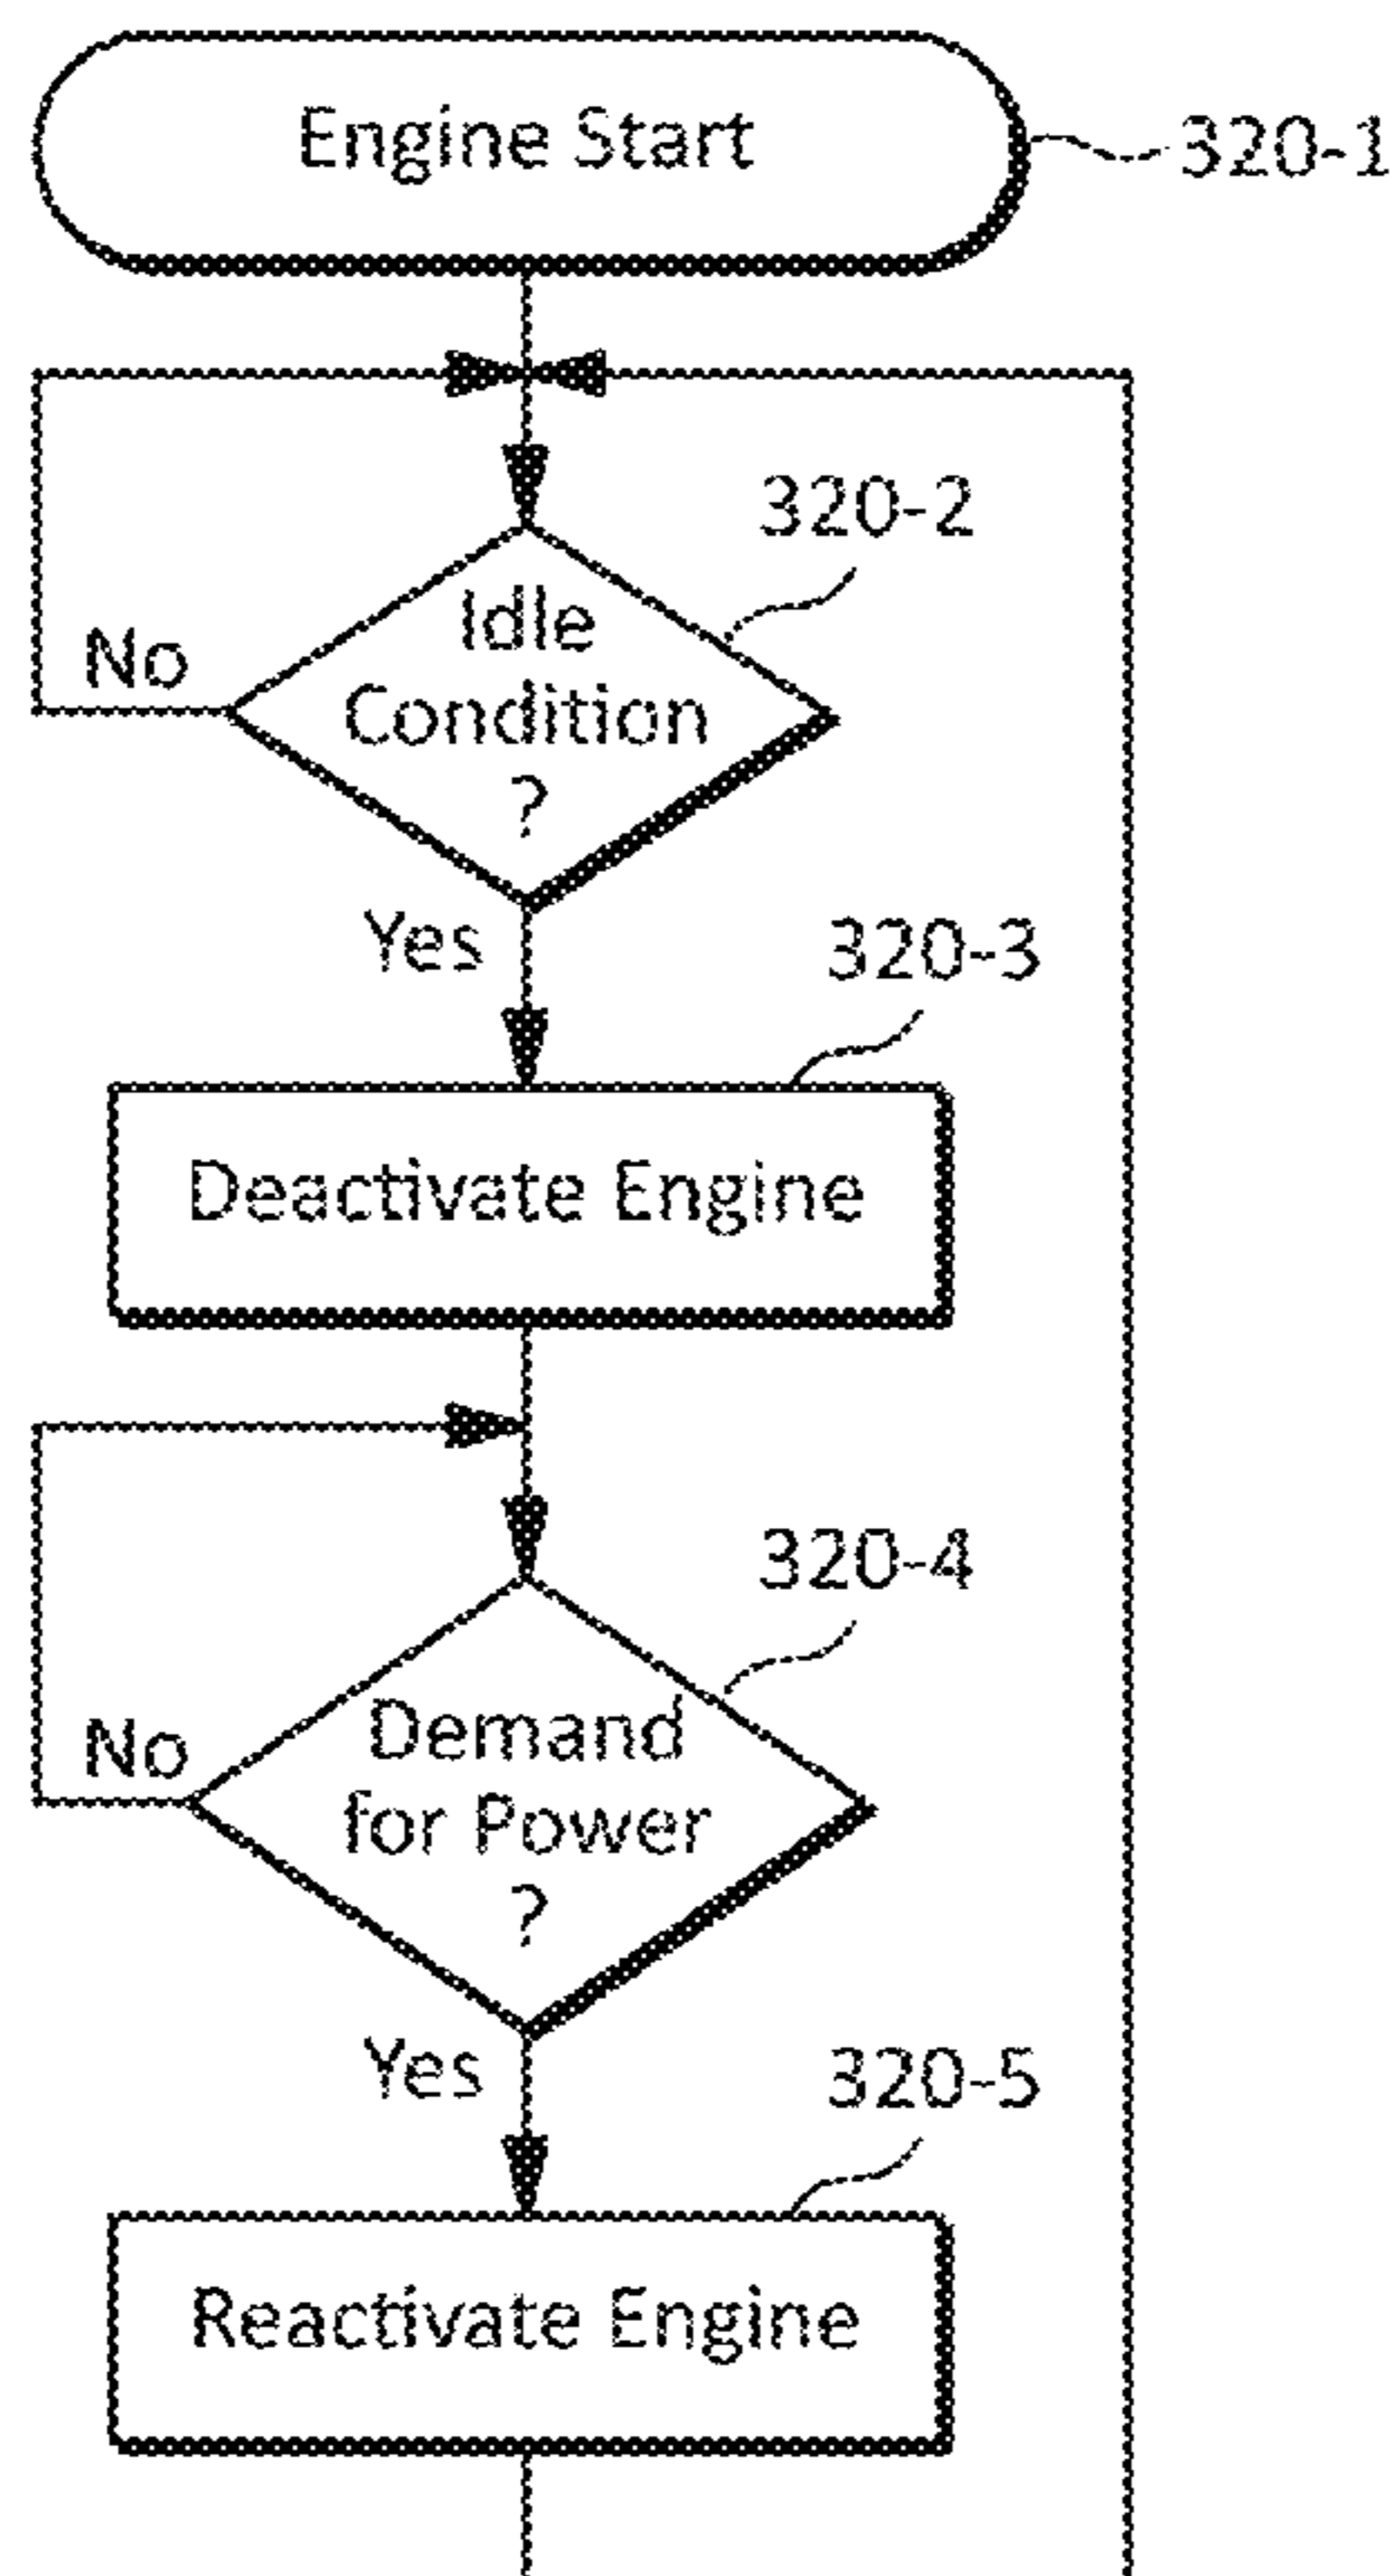 Engine Start
320-1
320-2
Idle
Condition
?
No
Yes
320-3
Deactivate Engine
320-4
Demand
for Power
?
No
Yes
320-5
Reactivate Engine